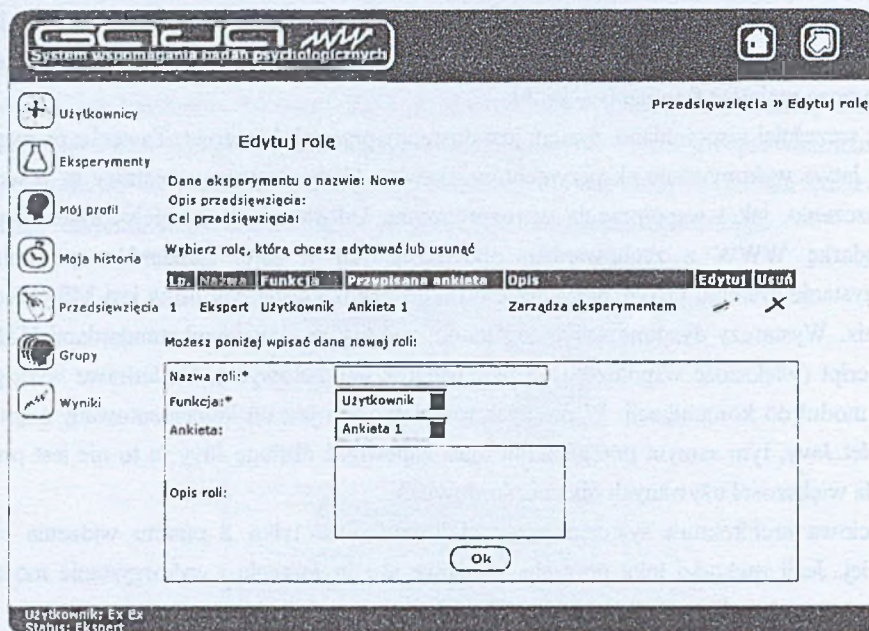 GADA
System wspomagania badań psychologicznych
Przedsięwzięcia » Edytuj rolę
Użytkownicy
Eksperymenty
Mój profil
Moja historia
Przedsięwzięcia
Grupy
Wyniki
Edytuj rolę
Dane eksperymentu o nazwie: Nowe
Opis przedsięwzięcia:
Cel przedsięwzięcia:
Wybierz rolę, którą chcesz edytować lub usunąć
Lp. Nazwa Funkcja Przypisana ankieta Opis Edytuj Usuń
1 Ekspert Użytkownik Ankieta 1 Zarządza eksperymentem
Możesz poniżej wpisać dane nowej roli:
Nazwa roli:*
Funkcja:* Użytkownik
Ankieta: Ankieta 1
Opis roli:
Ok
Użytkownik: Ex Ex
Status: Ekspert